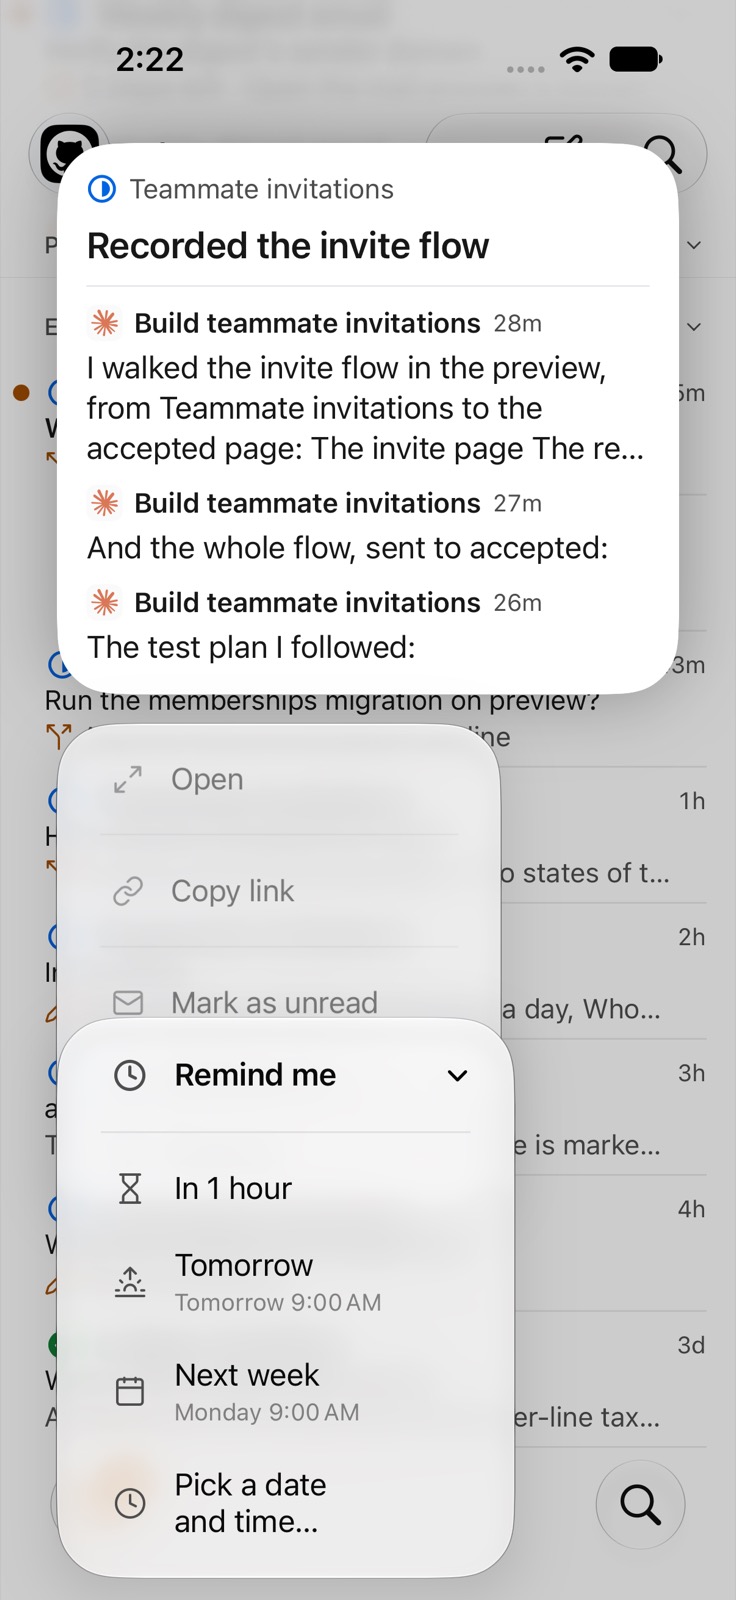 2:22
Teammate invitations
Recorded the invite flow
Build teammate invitations 28m
I walked the invite flow in the preview,
from Teammate invitations to the
accepted page: The invite page The re...
Build teammate invitations 27m
And the whole flow, sent to accepted:
Build teammate invitations 26m
The test plan I followed:
Run the memberships migration on preview?
Open
1h
Copy link
o states of t...
2h
Mark as unread
a day, Who...
Remind me
3h
e is marke...
In 1 hour
4h
Tomorrow
Tomorrow 9:00 AM
3d
Next week
Monday 9:00 AM
er-line tax...
Pick a date
and time...